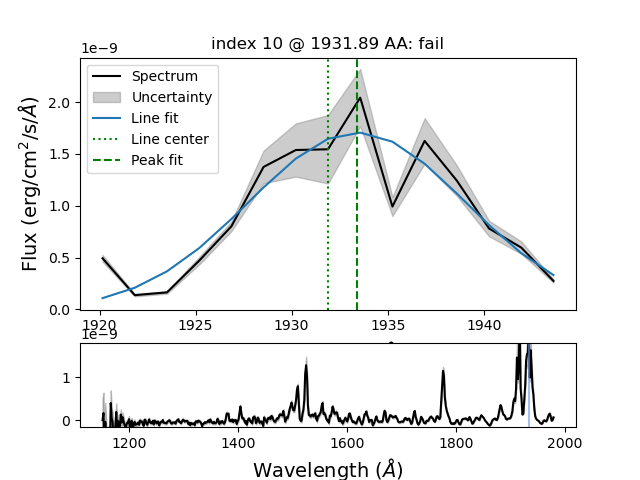 index 10 @ 1931.89 AA: fail
1e−9
Spectrum
Uncertainty
Line fit
Line center
Peak fit
2.0
1.5
1.0
0.5
0.0
Flux (erg/cm²/s/Å)
1920 1925 1930 1935 1940
1e−9
1
0
1200 1400 1600 1800 2000
Wavelength (Å)